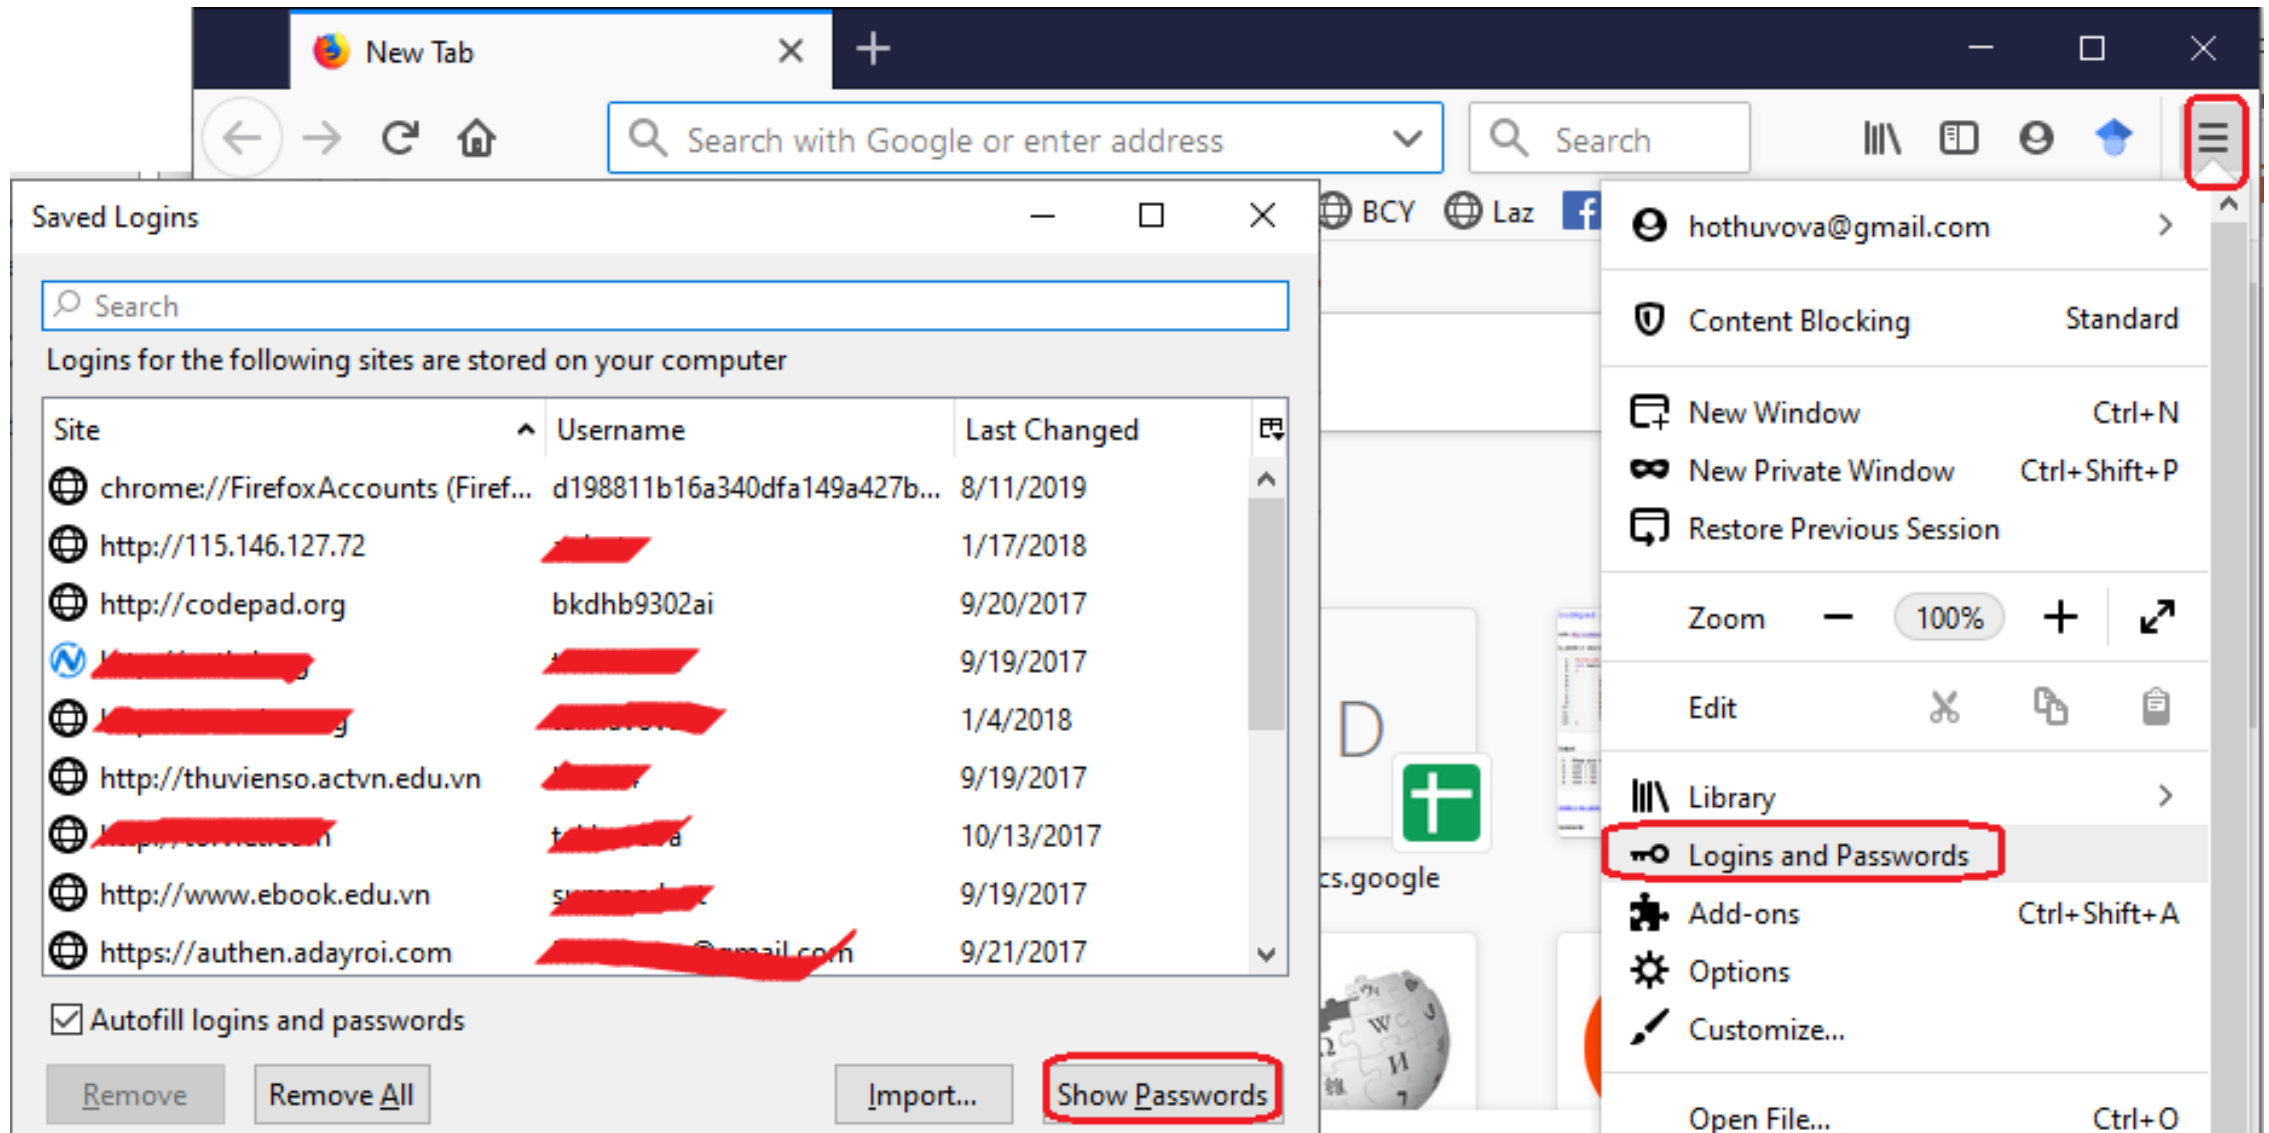 New Tab
Search with Google or enter address
Search
BCY Laz
Saved Logins
Search
Logins for the following sites are stored on your computer
Site Username Last Changed
chrome://FirefoxAccounts (Firef... d198811b16a340dfa149a427b... 8/11/2019
http://115.146.127.72 1/17/2018
http://codepad.org bkdhb9302ai 9/20/2017
9/19/2017
1/4/2018
http://thuvienso.actvn.edu.vn 9/19/2017
10/13/2017
http://www.ebook.edu.vn 9/19/2017
https://authen.adayroi.com @gmail.com 9/21/2017
Autofill logins and passwords
Remove Remove All Import... Show Passwords
D
cs.google
hothuvova@gmail.com
Content Blocking Standard
New Window Ctrl+N
New Private Window Ctrl+Shift+P
Restore Previous Session
Zoom 100%
Edit
Library
Logins and Passwords
Add-ons Ctrl+Shift+A
Options
Customize...
Open File... Ctrl+O